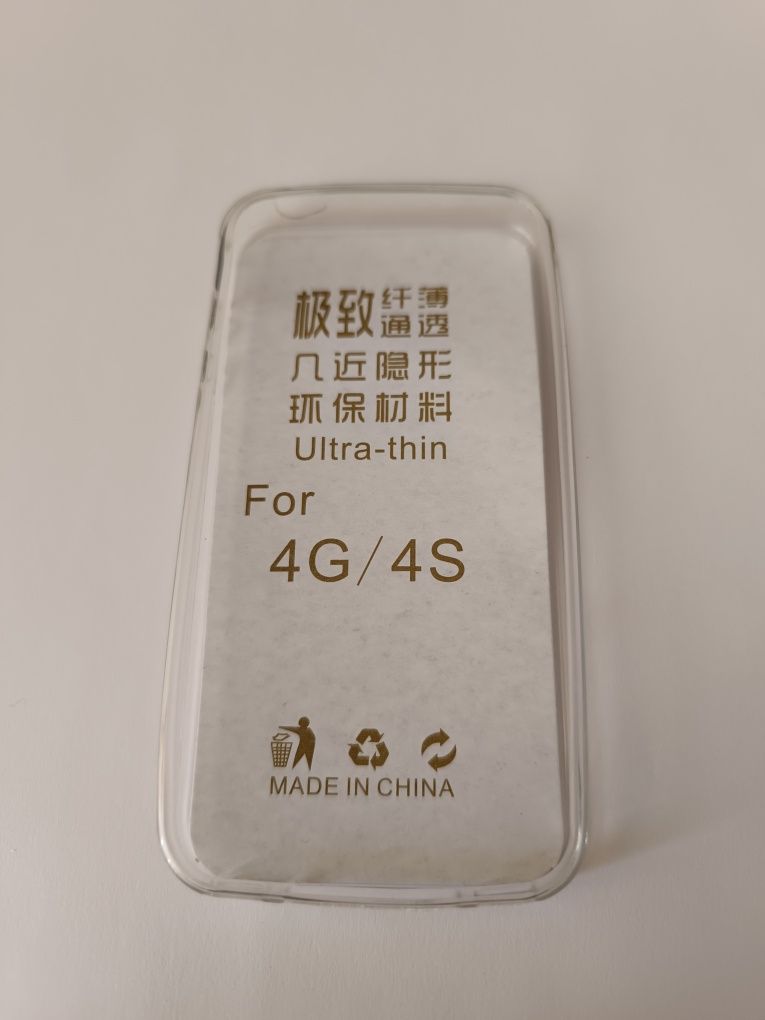 极致纤薄
通透
几近隐形
环保材料
Ultra-thin
For
4G/4S
MADE IN CHINA